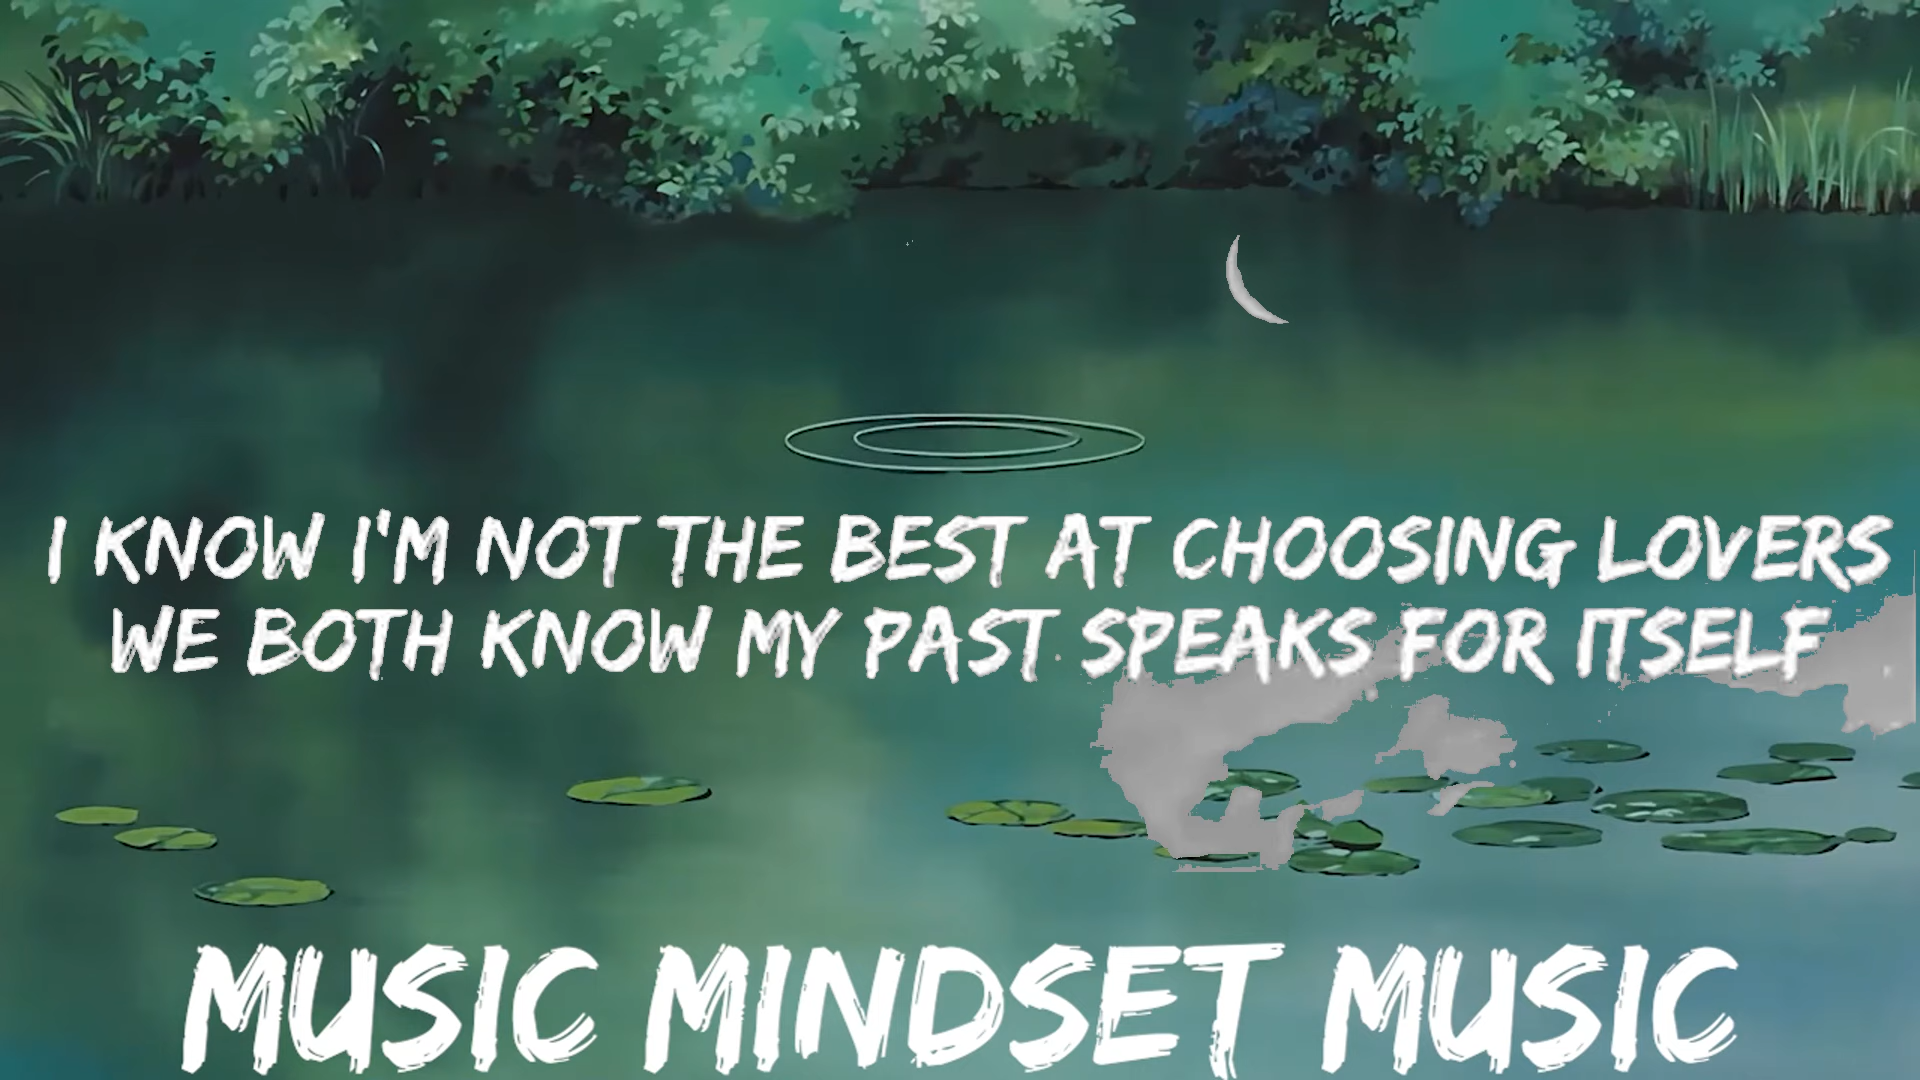 I KNOW I'M NOT THE BEST AT CHOOSING LOVERS
WE BOTH KNOW MY PAST SPEAKS FOR ITSELF
MUSIC MINDSET MUSIC